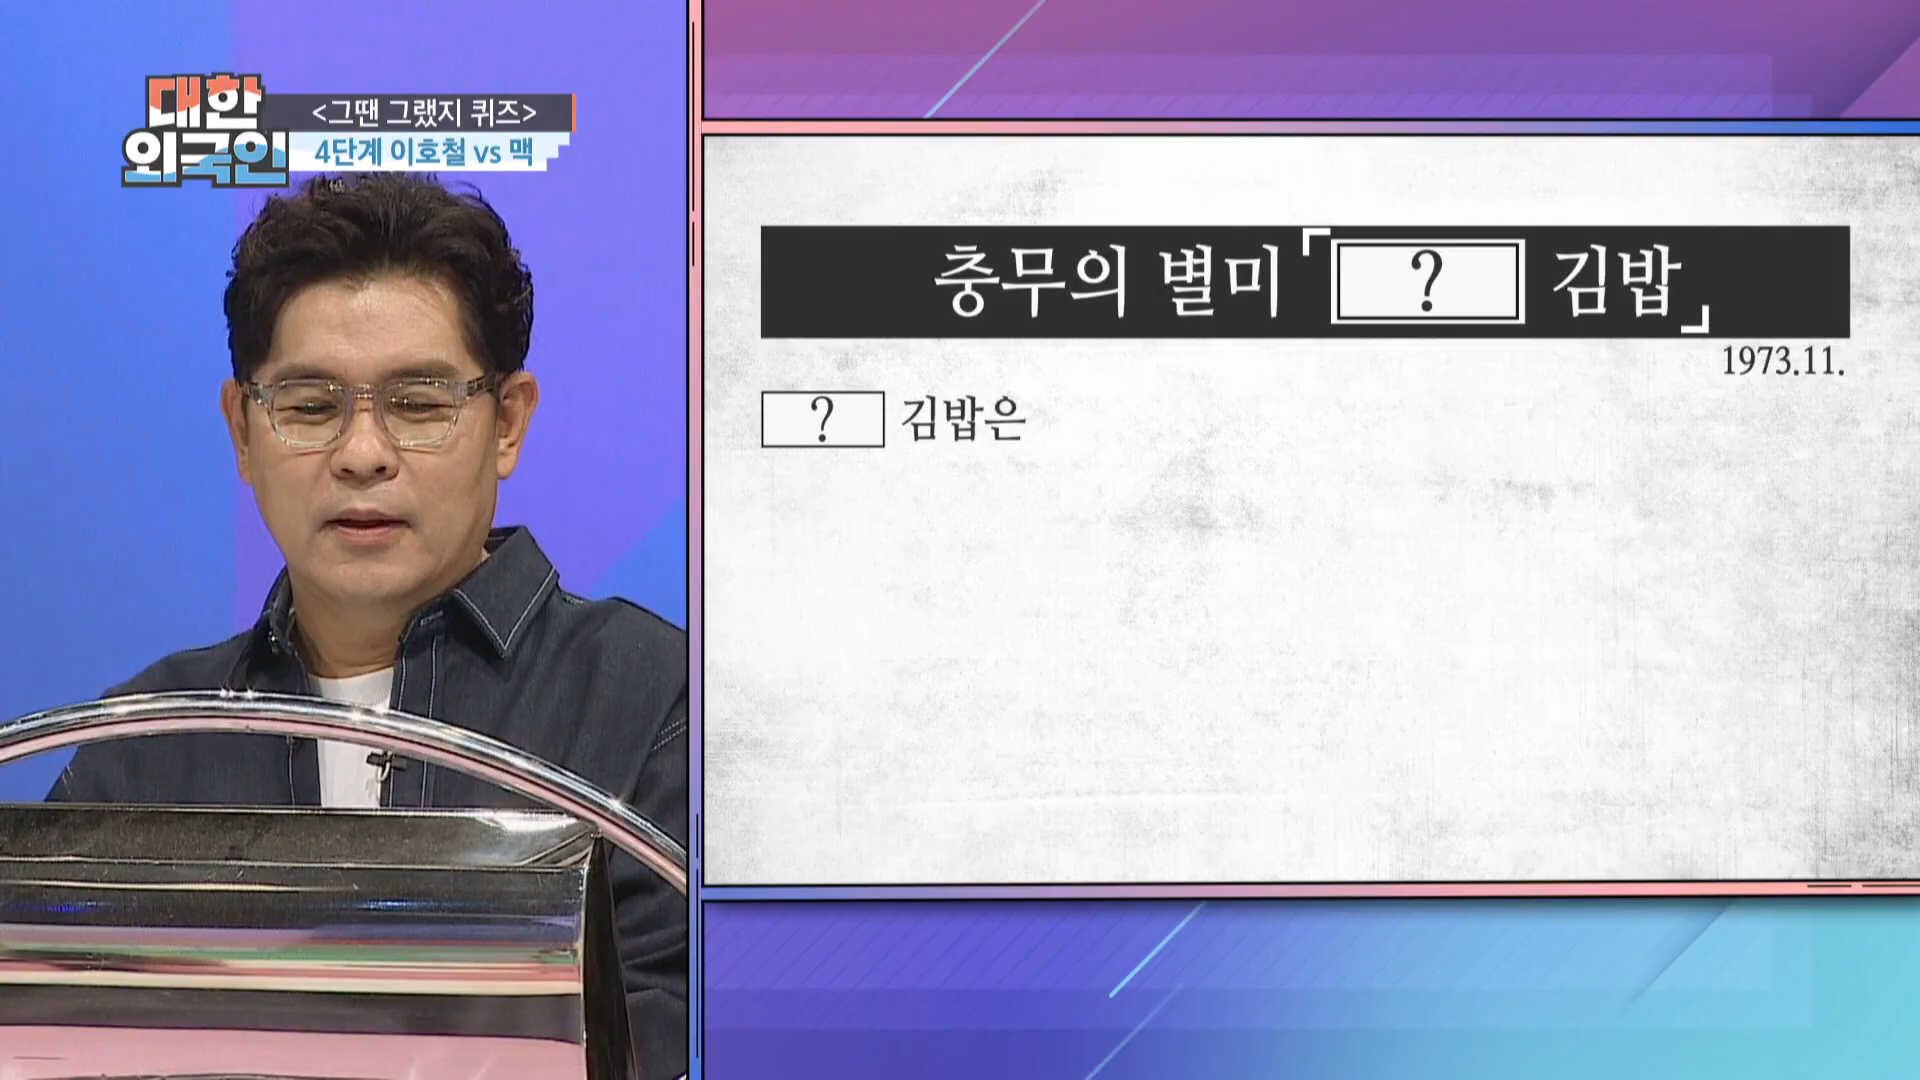 대한
외국인
<그땐 그랬지 퀴즈>
4단계 이호철 vs 맥
충무의 별미 「 ? 김밥」
1973.11.
? 김밥은